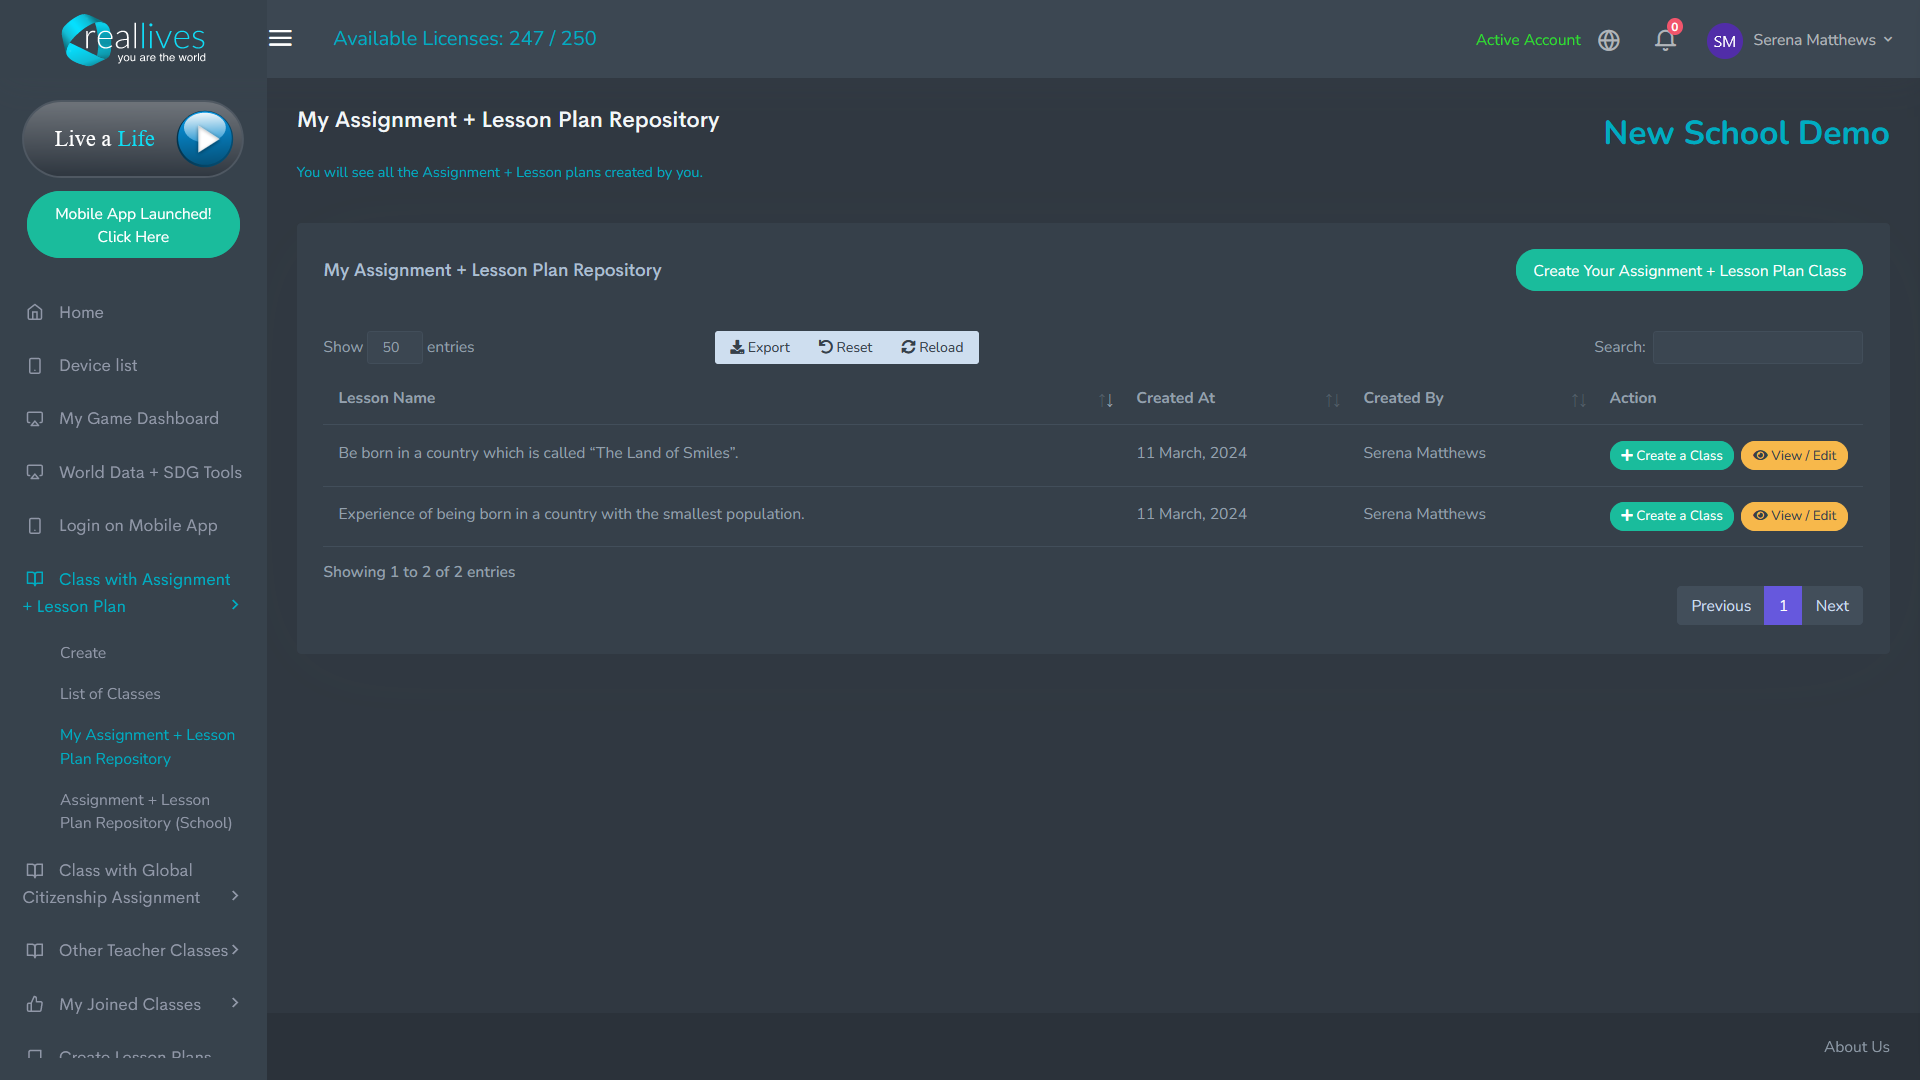 reallives
you are the world
Available Licenses: 247 / 250
Active Account
0
SM
Serena Matthews
Live a Life
Mobile App Launched!
Click Here
Home
Device list
My Game Dashboard
World Data + SDG Tools
Login on Mobile App
Class with Assignment
+ Lesson Plan
Create
List of Classes
My Assignment + Lesson
Plan Repository
Assignment + Lesson
Plan Repository (School)
Class with Global
Citizenship Assignment
Other Teacher Classes
My Joined Classes
Create Lesson Plans
My Assignment + Lesson Plan Repository
New School Demo
You will see all the Assignment + Lesson plans created by you.
My Assignment + Lesson Plan Repository
Create Your Assignment + Lesson Plan Class
Show 50 entries
Export Reset Reload
Search:
Lesson Name Created At Created By Action
Be born in a country which is called “The Land of Smiles”. 11 March, 2024 Serena Matthews Create a Class View / Edit
Experience of being born in a country with the smallest population. 11 March, 2024 Serena Matthews Create a Class View / Edit
Showing 1 to 2 of 2 entries
Previous 1 Next
About Us